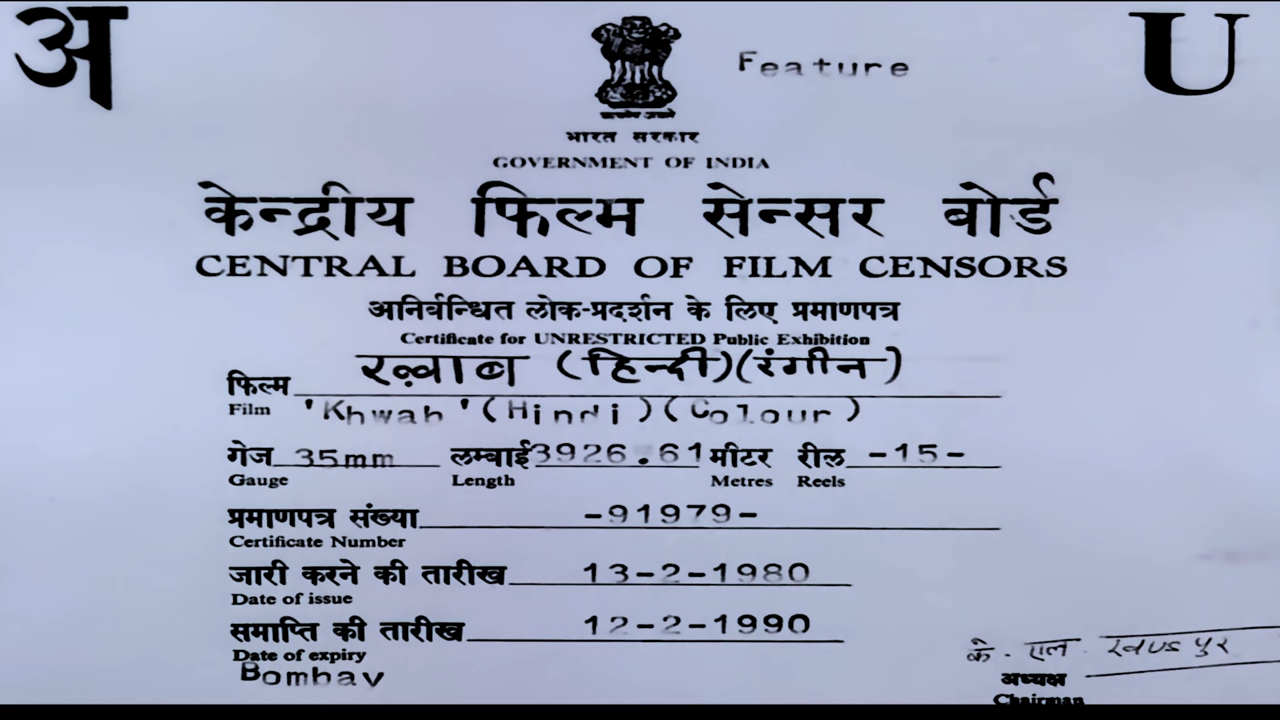 अ
U
Feature
भारत सरकार
GOVERNMENT OF INDIA
केन्द्रीय फिल्म सेन्सर बोर्ड
CENTRAL BOARD OF FILM CENSORS
अनिर्बन्धित लोक-प्रदर्शन के लिए प्रमाणपत्र
Certificate for UNRESTRICTED Public Exhibition
फिल्म ख़्वाब (हिन्दी)(रंगीन)
Film 'Khwab'(Hindi)(Colour)
गेज 35mm लम्बाई 3926.61 मीटर रील -15-
Gauge Length Metres Reels
प्रमाणपत्र संख्या -91979-
Certificate Number
जारी करने की तारीख 13-2-1980
Date of issue
समाप्ति की तारीख 12-2-1990
Date of expiry
Bombay
के. एल.
अध्यक्ष
Chairman